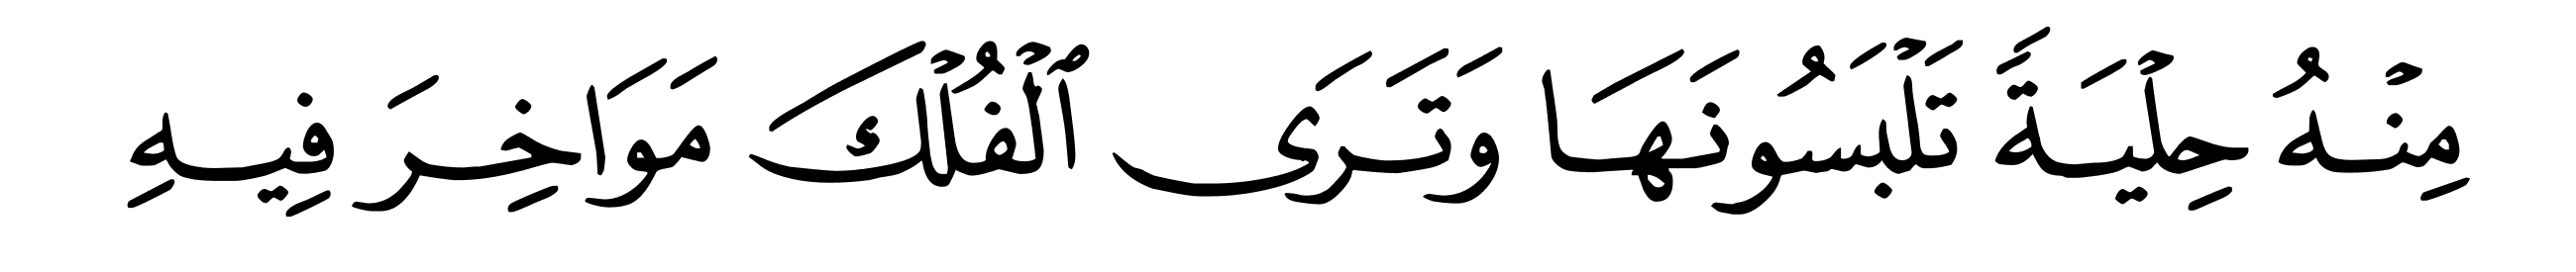 مِنْهُ حِلْيَةً تَلْبَسُونَهَا وَتَرَى ٱلْفُلْكَ مَوَاخِرَ فِيهِ